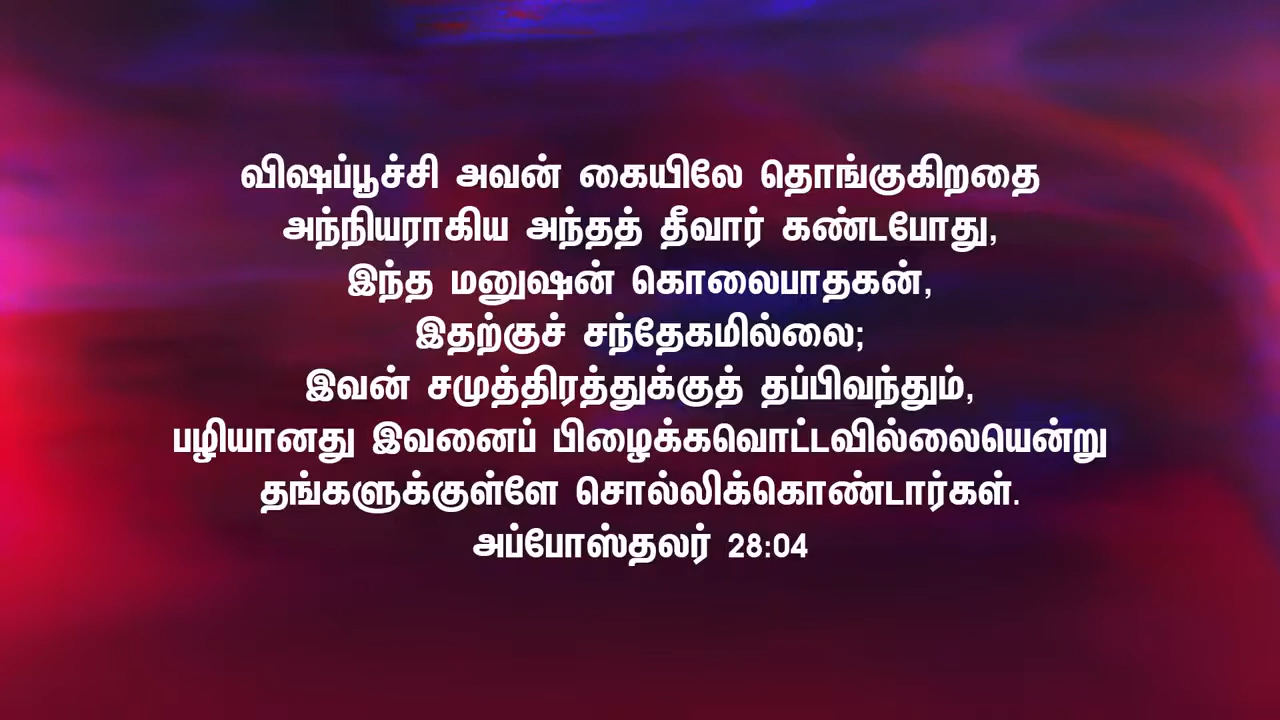 விஷப்பூச்சி அவன் கையிலே தொங்குகிறதை
அந்நியராகிய அந்தத் தீவார் கண்டபோது,
இந்த மனுஷன் கொலைபாதகன்,
இதற்குச் சந்தேகமில்லை;
இவன் சமுத்திரத்துக்குத் தப்பிவந்தும்,
பழியானது இவனைப் பிழைக்கவொட்டவில்லையென்று
தங்களுக்குள்ளே சொல்லிக்கொண்டார்கள்.
அப்போஸ்தலர் 28:04